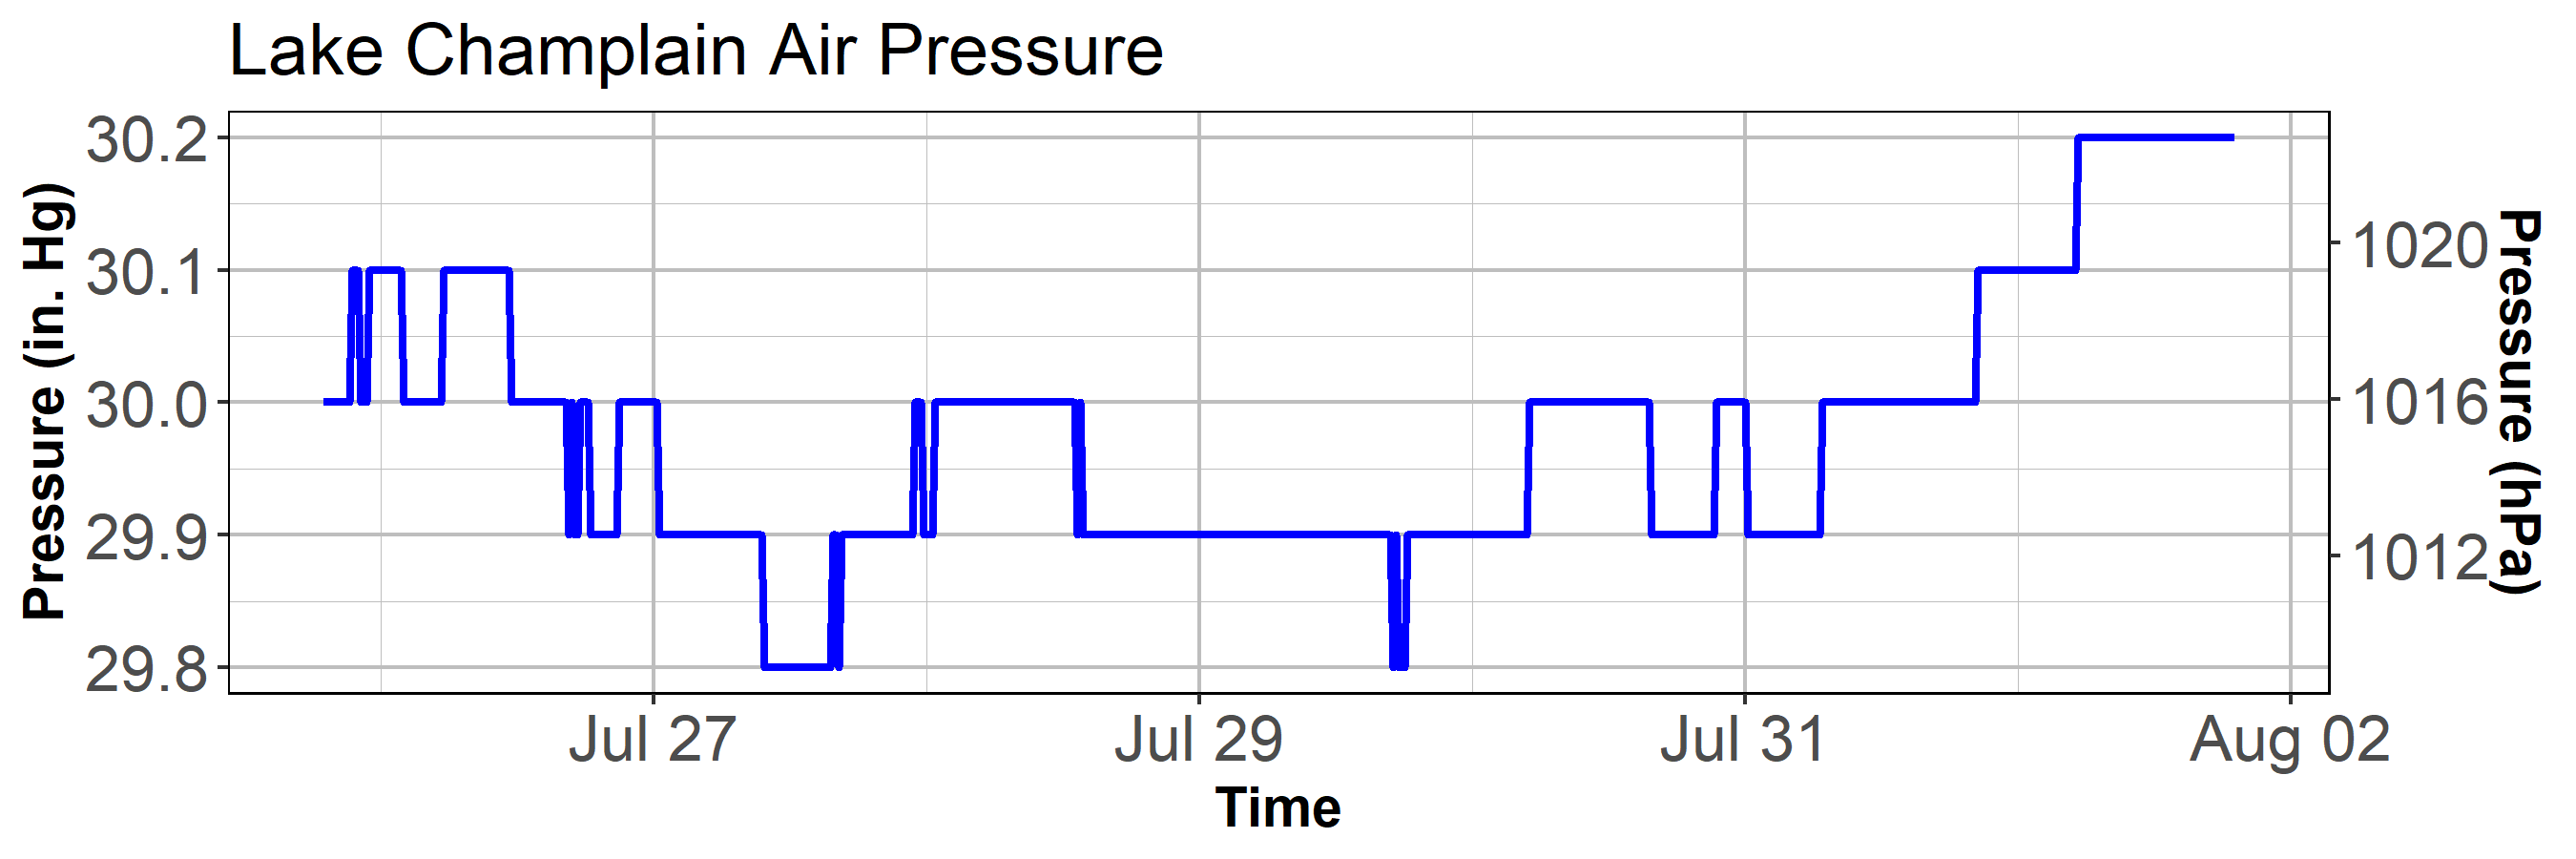 Lake Champlain Air Pressure
Pressure (in. Hg)
30.2
30.1
30.0
29.9
29.8
1020
1016
1012
Pressure (hPa)
Jul 27
Jul 29
Jul 31
Aug 02
Time